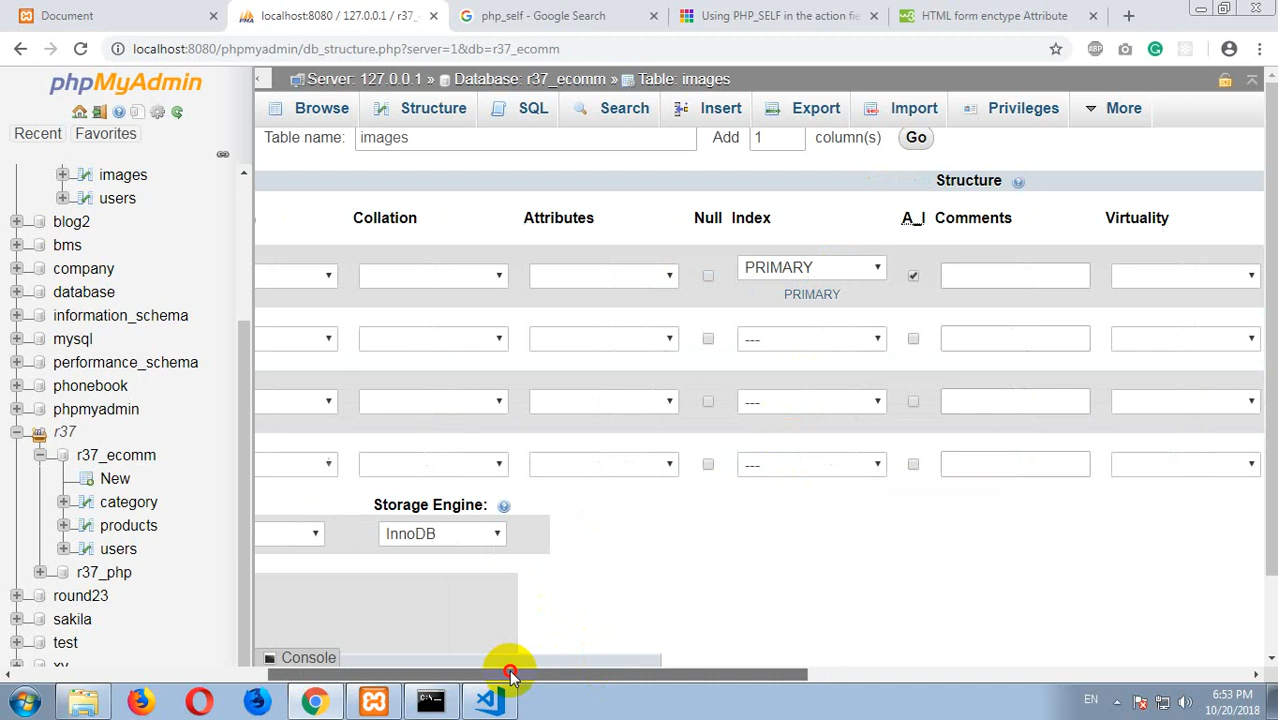 Document
localhost:8080 / 127.0.0.1 / r37_
php_self - Google Search
Using PHP_SELF in the action fie
HTML form enctype Attribute
localhost:8080/phpmyadmin/db_structure.php?server=1&db=r37_ecomm
phpMyAdmin
Recent Favorites
images
users
blog2
bms
company
database
information_schema
mysql
performance_schema
phonebook
phpmyadmin
r37
r37_ecomm
New
category
products
users
r37_php
round23
sakila
test
xy
Server: 127.0.0.1 » Database: r37_ecomm » Table: images
Browse Structure SQL Search Insert Export Import Privileges More
Table name: images Add 1 column(s) Go
Structure
Collation Attributes Null Index A_I Comments Virtuality
PRIMARY
PRIMARY
---
---
---
Storage Engine:
InnoDB
Console
EN 6:53 PM
10/20/2018